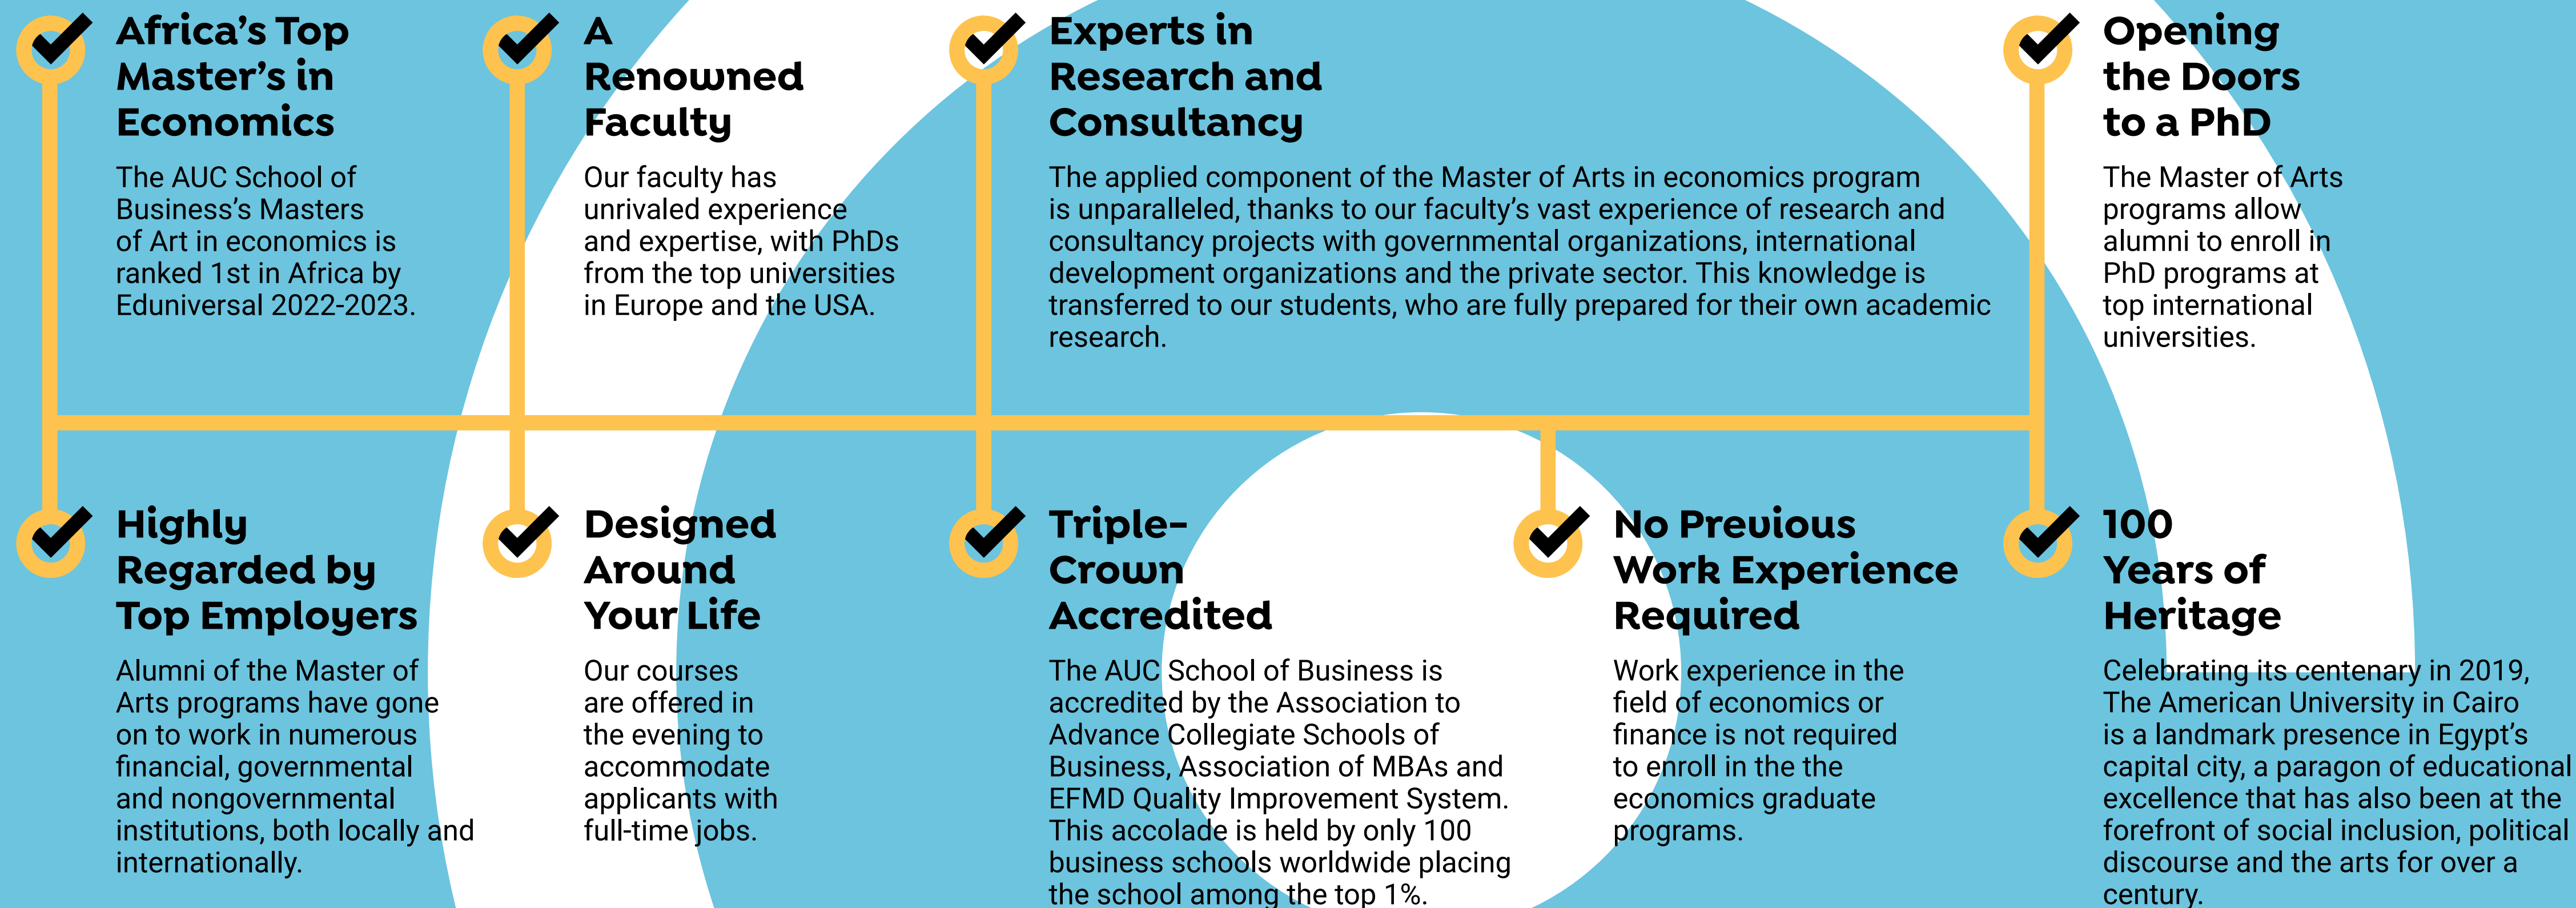 Africa’s Top
Master’s in
Economics
The AUC School of
Business’s Masters
of Art in economics is
ranked 1st in Africa by
Eduniversal 2022-2023.
A
Renowned
Faculty
Our faculty has
unrivaled experience
and expertise, with PhDs
from the top universities
in Europe and the USA.
Experts in
Research and
Consultancy
The applied component of the Master of Arts in economics program
is unparalleled, thanks to our faculty’s vast experience of research and
consultancy projects with governmental organizations, international
development organizations and the private sector. This knowledge is
transferred to our students, who are fully prepared for their own academic
research.
Opening
the Doors
to a PhD
The Master of Arts
programs allow
alumni to enroll in
PhD programs at
top international
universities.
Highly
Regarded by
Top Employers
Alumni of the Master of
Arts programs have gone
on to work in numerous
financial, governmental
and nongovernmental
institutions, both locally and
internationally.
Designed
Around
Your Life
Our courses
are offered in
the evening to
accommodate
applicants with
full-time jobs.
Triple-
Crown
Accredited
The AUC School of Business is
accredited by the Association to
Advance Collegiate Schools of
Business, Association of MBAs and
EFMD Quality Improvement System.
This accolade is held by only 100
business schools worldwide placing
the school among the top 1%.
No Previous
Work Experience
Required
Work experience in the
field of economics or
finance is not required
to enroll in the the
economics graduate
programs.
100
Years of
Heritage
Celebrating its centenary in 2019,
The American University in Cairo
is a landmark presence in Egypt’s
capital city, a paragon of educational
excellence that has also been at the
forefront of social inclusion, political
discourse and the arts for over a
century.